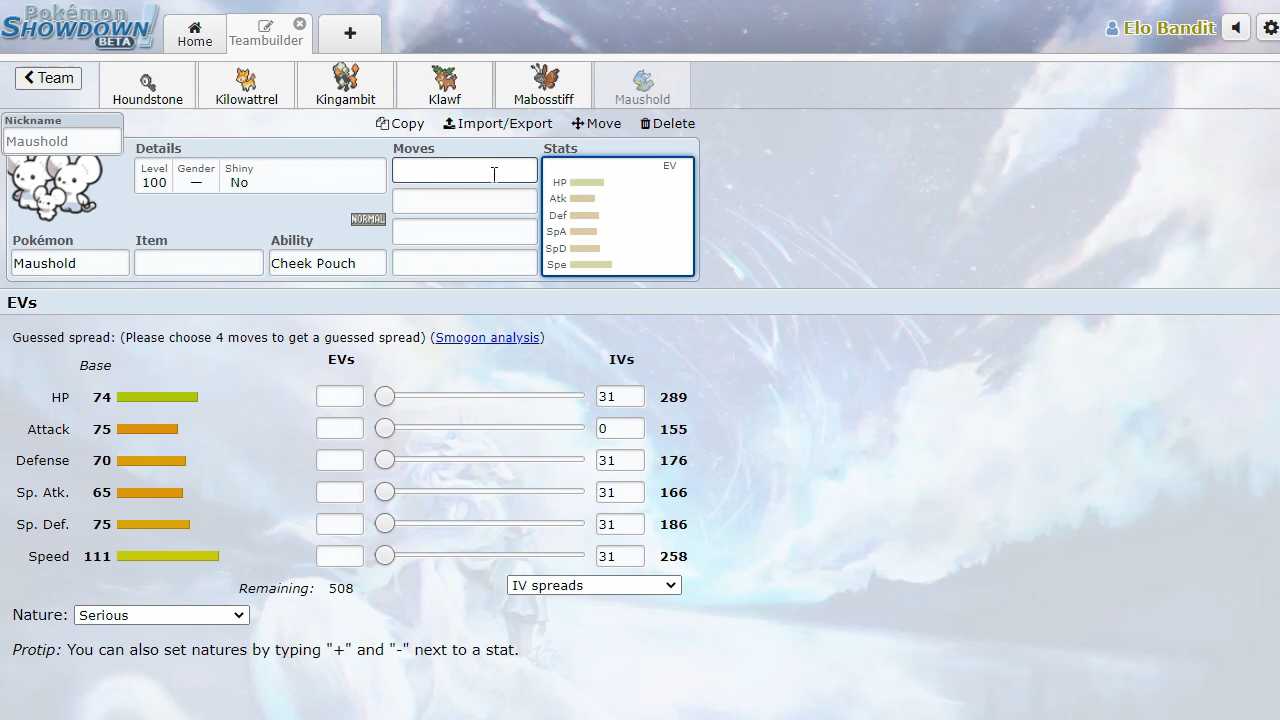 Pokémon
SHOWDOWN!
BETA
Home
Teambuilder
+
Elo Bandit
Team
Houndstone
Kilowattrel
Kingambit
Klawf
Mabosstiff
Maushold
Nickname
Maushold
Copy
Import/Export
Move
Delete
Details
Moves
Stats
Level
Gender
Shiny
100
—
No
EV
HP
Atk
Def
SpA
SpD
Spe
NORMAL
Pokémon
Item
Ability
Maushold
Cheek Pouch
EVs
Guessed spread: (Please choose 4 moves to get a guessed spread) (Smogon analysis)
Base
EVs
IVs
HP 74 31 289
Attack 75 0 155
Defense 70 31 176
Sp. Atk. 65 31 166
Sp. Def. 75 31 186
Speed 111 31 258
Remaining: 508
IV spreads
Nature: Serious
Protip: You can also set natures by typing "+" and "-" next to a stat.